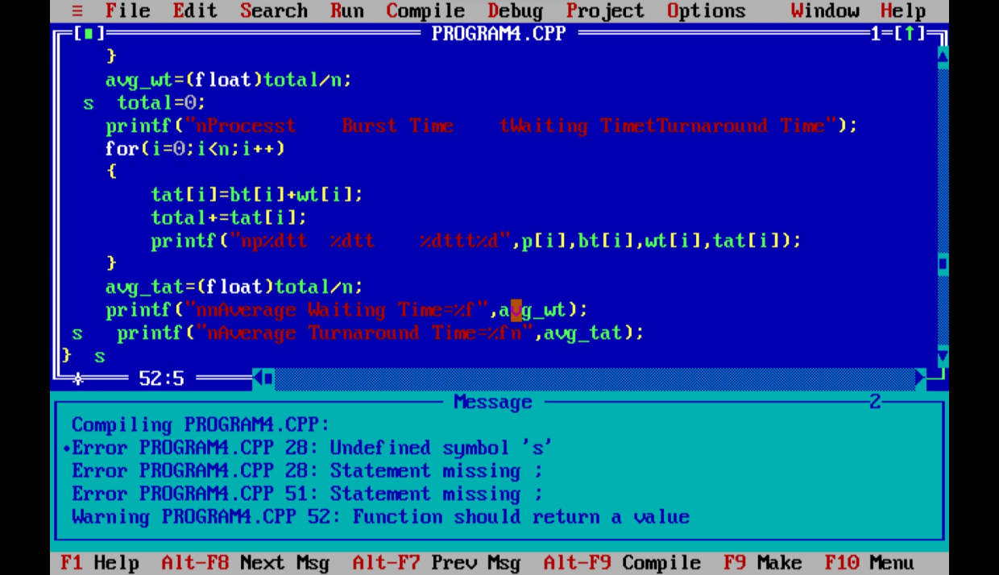 ≡ File Edit Search Run Compile Debug Project Options Window Help
[■] PROGRAM4.CPP 1=[↑]
}
avg_wt=(float)total/n;
s total=0;
printf("nProcesst    Burst Time    tWaiting TimetTurnaround Time");
for(i=0;i<n;i++)
{
tat[i]=bt[i]+wt[i];
total+=tat[i];
printf("np%dtt  %dtt    %dttt%d",p[i],bt[i],wt[i],tat[i]);
}
avg_tat=(float)total/n;
printf("nnAverage Waiting Time=%f",avg_wt);
s printf("nAverage Turnaround Time=%fn",avg_tat);
} s
52:5
Message 2
Compiling PROGRAM4.CPP:
•Error PROGRAM4.CPP 28: Undefined symbol 's'
Error PROGRAM4.CPP 28: Statement missing ;
Error PROGRAM4.CPP 51: Statement missing ;
Warning PROGRAM4.CPP 52: Function should return a value
F1 Help Alt-F8 Next Msg Alt-F7 Prev Msg Alt-F9 Compile F9 Make F10 Menu